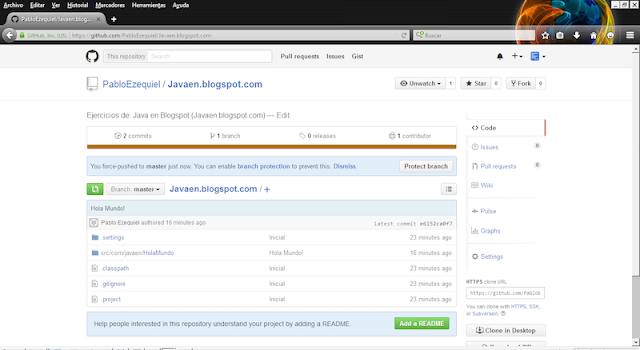 Archivo Editar Ver Historial Marcadores Herramientas Ayuda
PabloEzequiel/Javaen.blog...
GitHub, Inc. (US) https://github.com/PabloEzequiel/Javaen.blogspot.com
Buscar
This repository Search
Pull requests Issues Gist
PabloEzequiel / Javaen.blogspot.com
Unwatch 1 Star 0 Fork 0
Ejercicios de: Java en Blogspot (Javaen.blogspot.com) — Edit
2 commits 1 branch 0 releases 1 contributor
You force-pushed to master just now. You can enable branch protection to prevent this. Dismiss.
Protect branch
Branch: master Javaen.blogspot.com / +
Hola Mundo!
Pablo Ezequiel authored 16 minutes ago
latest commit e6152ca0f7
.settings Inicial 23 minutes ago
src/com/javaen/HolaMundo Hola Mundo! 16 minutes ago
.classpath Inicial 23 minutes ago
.gitignore Inicial 23 minutes ago
.project Inicial 23 minutes ago
Help people interested in this repository understand your project by adding a README.
Add a README
Code
Issues 0
Pull requests 0
Wiki
Pulse
Graphs
Settings
HTTPS clone URL
https://github.com/Pablo
You can clone with HTTPS, SSH,
or Subversion.
Clone in Desktop